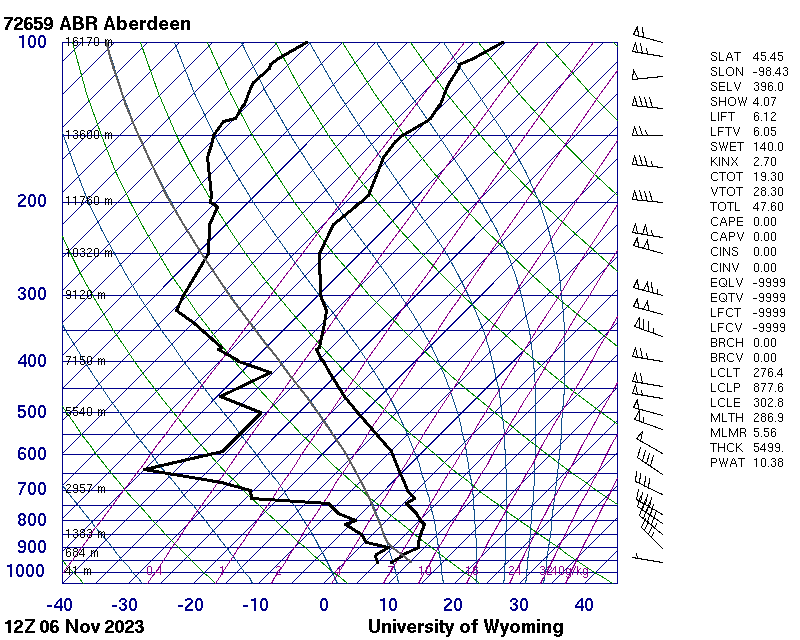 72659 ABR Aberdeen
100 16170 m
13600 m
200 11760 m
10320 m
300 9120 m
400 7150 m
500 5540 m
600
700 2957 m
800
1383 m
900
684 m
1000 41 m 0.4 1 2 4 7 10 16 24 32 40g/kg
-40 -30 -20 -10 0 10 20 30 40
12Z 06 Nov 2023 University of Wyoming
SLAT 45.45
SLON -98.43
SELV 396.0
SHOW 4.07
LIFT 6.12
LFTV 6.05
SWET 140.0
KINX 2.70
CTOT 19.30
VTOT 28.30
TOTL 47.60
CAPE 0.00
CAPV 0.00
CINS 0.00
CINV 0.00
EQLV -9999
EQTV -9999
LFCT -9999
LFCV -9999
BRCH 0.00
BRCV 0.00
LCLT 276.4
LCLP 877.6
LCLE 302.8
MLTH 286.9
MLMR 5.56
THCK 5499.
PWAT 10.38